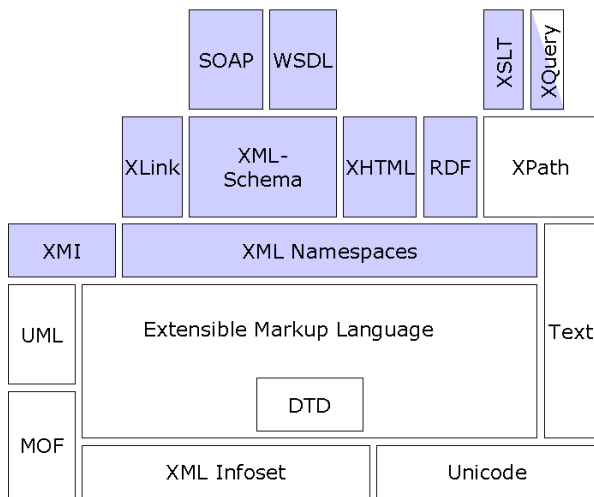 SOAP
WSDL
XSLT
XQuery
XLink
XML-
Schema
XHTML
RDF
XPath
XMI
XML Namespaces
UML
Extensible Markup Language
Text
DTD
MOF
XML Infoset
Unicode